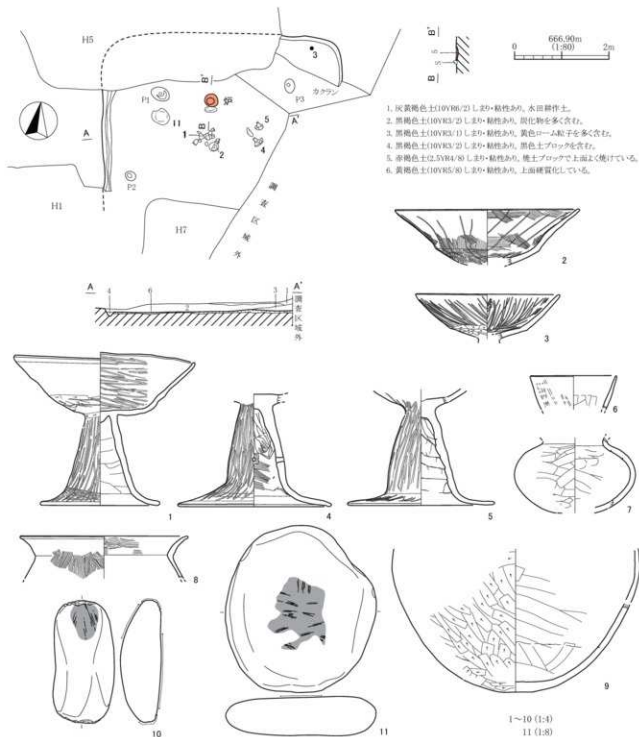 H5
B'
3
カクラン
P1
B'
炉
P3
A'
11
1
B
5
4
2
A
P2
H1
H7
調査区域外
B'
S
S
B
666.90m
0 (1:80) 2m
1. 灰黄褐色土(10YR6/2)しまり・粘性あり、水田耕作土。
2. 黒褐色土(10YR3/2)しまり・粘性あり、炭化物を多く含む。
3. 黒褐色土(10YR3/1)しまり・粘性あり、黄色ローム粒子を多く含む。
4. 黒褐色土(10YR3/2)しまり・粘性あり、黒色土ブロックを含む。
5. 赤褐色土(2.5YR4/8)しまり・粘性あり、焼土ブロックで上面よく焼けている。
6. 黄褐色土(10YR5/8)しまり・粘性あり、上面硬質化している。
A
4
6
2
3
1
A'
調査区域外
2
3
1
4
5
6
7
8
10
11
9
1～10 (1:4)
11 (1:8)